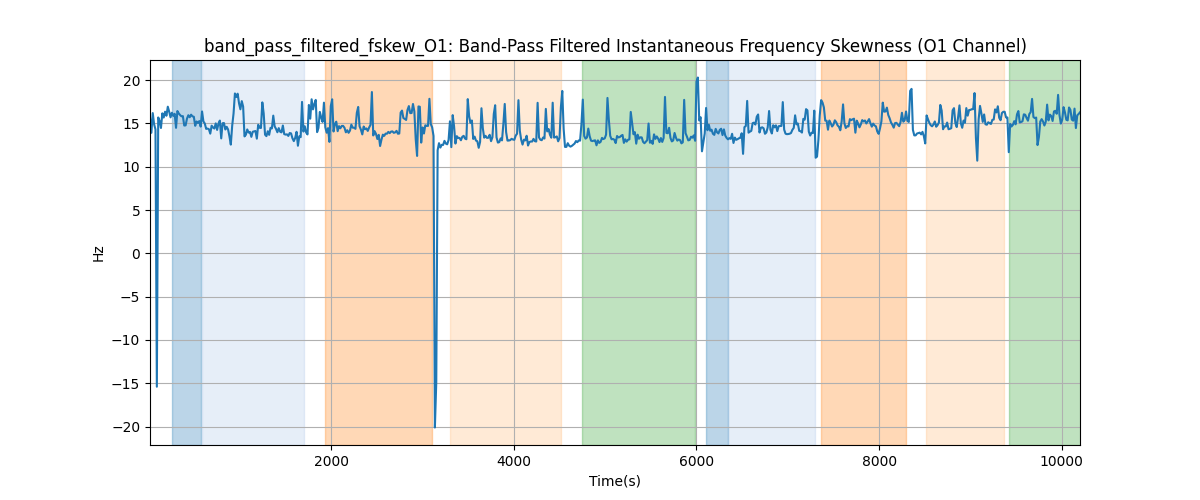 band_pass_filtered_fskew_O1: Band-Pass Filtered Instantaneous Frequency Skewness (O1 Channel)
20
15
10
5
0
−5
−10
−15
−20
Hz
2000 4000 6000 8000 10000
Time(s)